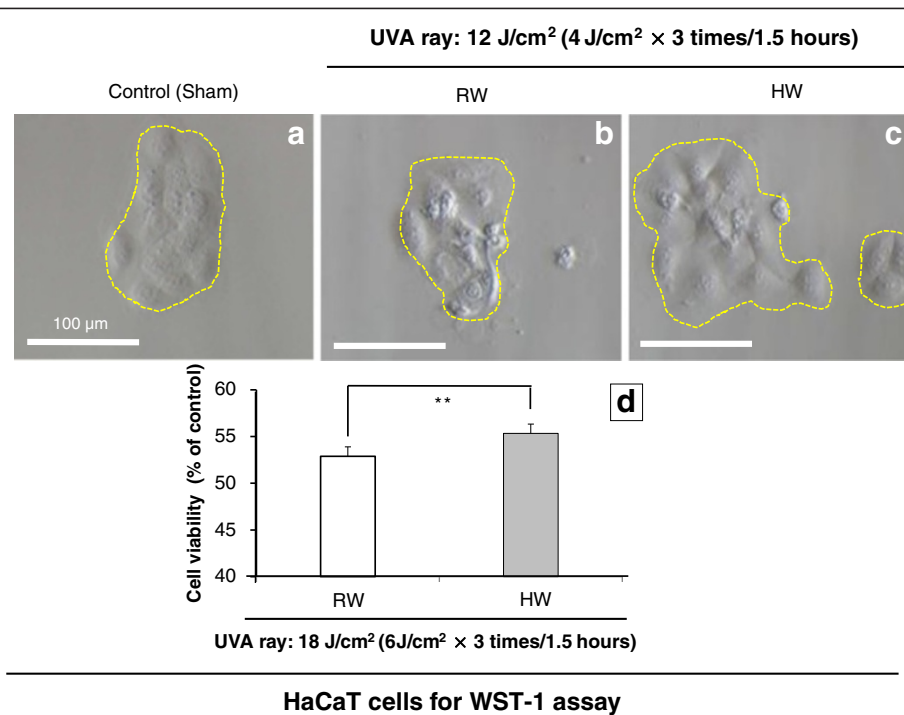 UVA ray: 12 J/cm² (4 J/cm² × 3 times/1.5 hours)
Control (Sham)
RW
HW
a
b
c
100 µm
d
**
Cell viability (% of control)
60
55
50
45
40
RW
HW
UVA ray: 18 J/cm² (6J/cm² × 3 times/1.5 hours)
HaCaT cells for WST-1 assay